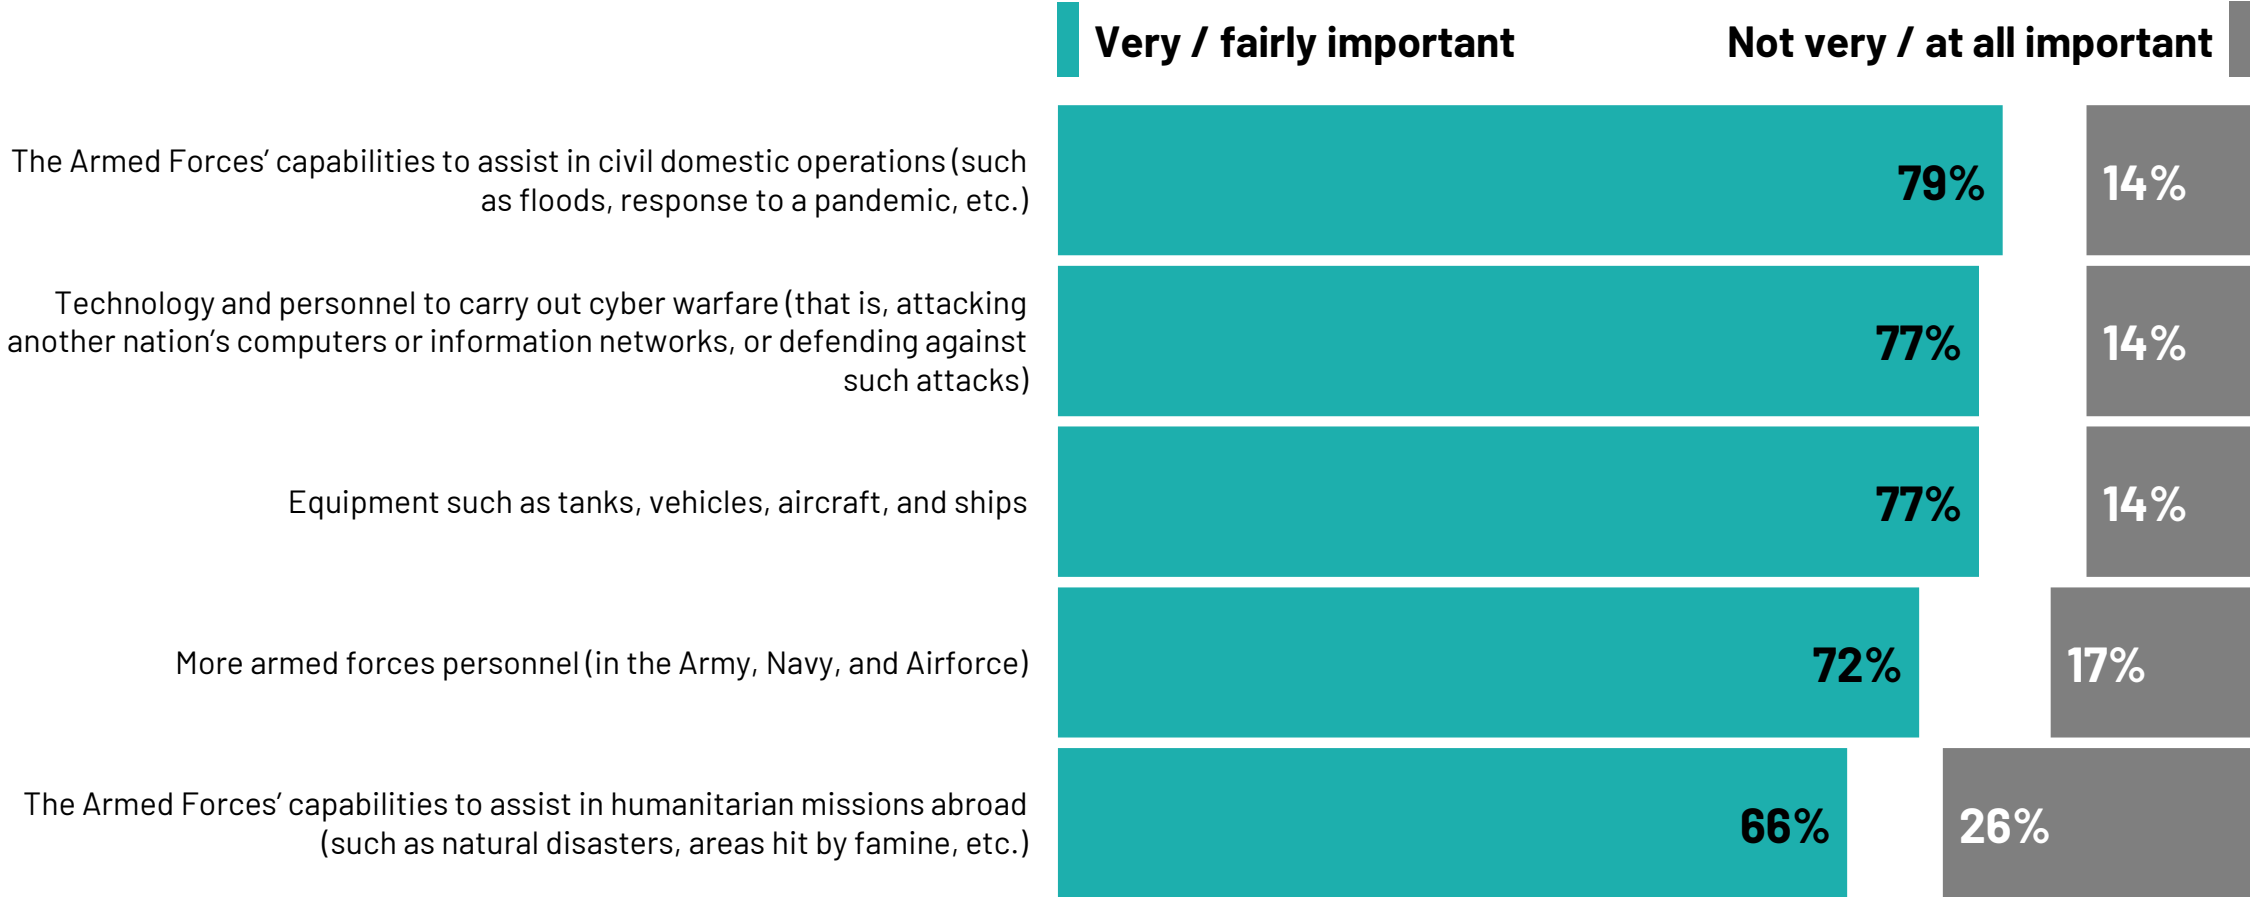 Very / fairly important
Not very / at all important
The Armed Forces’ capabilities to assist in civil domestic operations (such
as floods, response to a pandemic, etc.)
79%
14%
Technology and personnel to carry out cyber warfare (that is, attacking
another nation’s computers or information networks, or defending against
such attacks)
77%
14%
Equipment such as tanks, vehicles, aircraft, and ships
77%
14%
More armed forces personnel (in the Army, Navy, and Airforce)
72%
17%
The Armed Forces’ capabilities to assist in humanitarian missions abroad
(such as natural disasters, areas hit by famine, etc.)
66%
26%